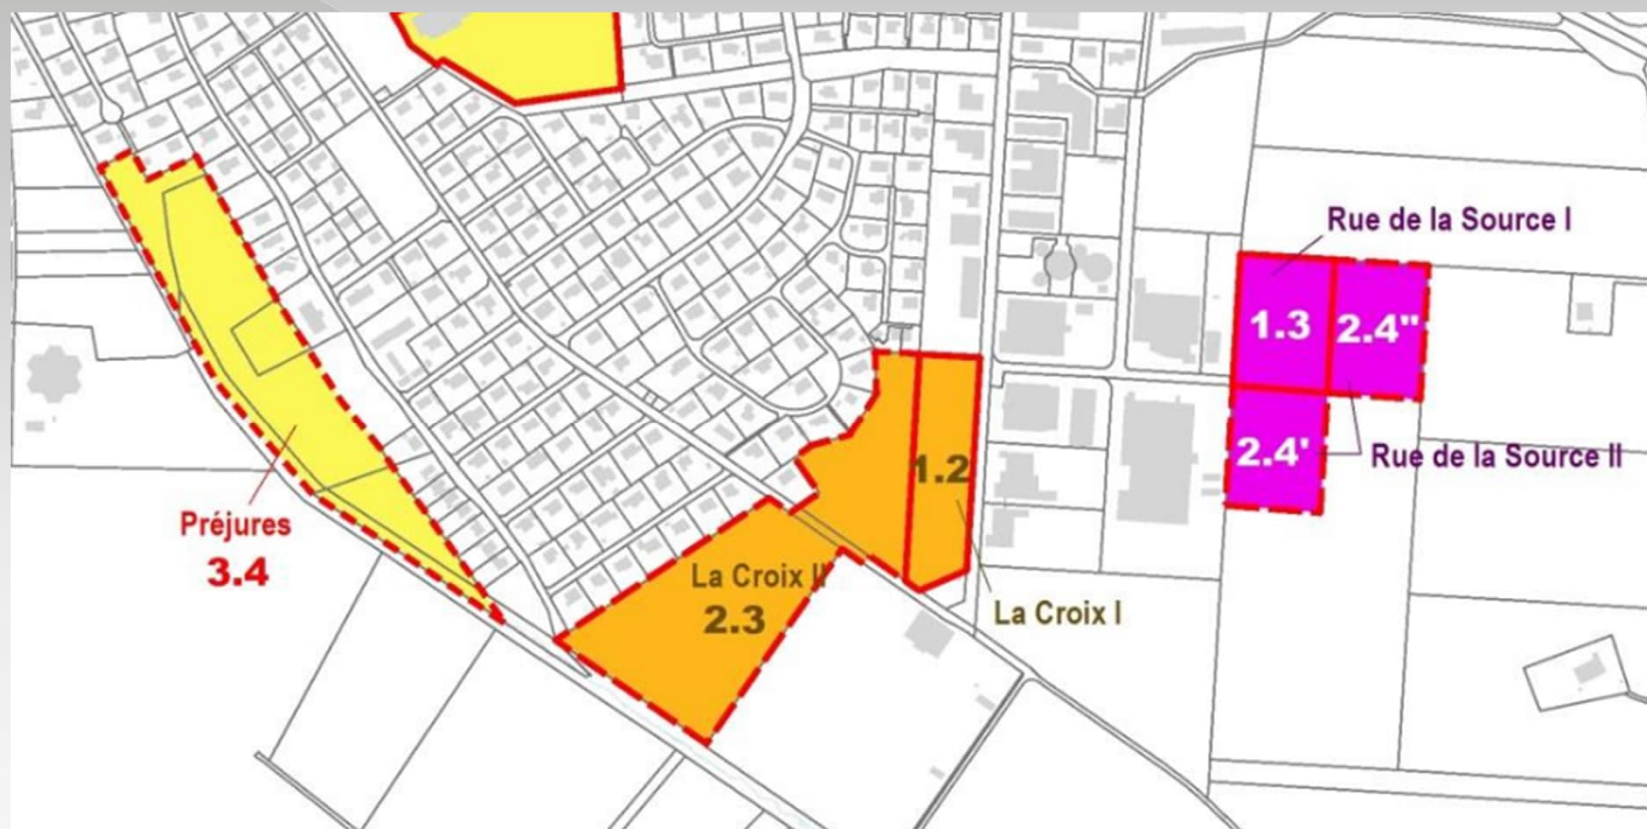 Rue de la Source I
1.3
2.4"
2.4'
Rue de la Source II
1.2
Préjures
3.4
La Croix II
2.3
La Croix I